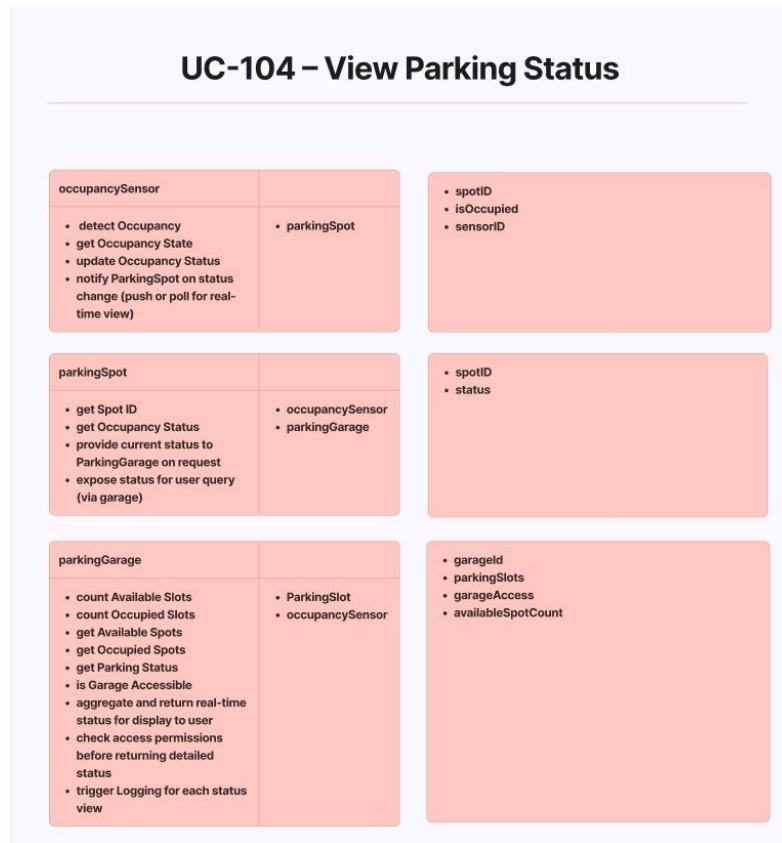 UC-104 – View Parking Status
occupancySensor
• detect Occupancy
• get Occupancy State
• update Occupancy Status
• notify ParkingSpot on status
change (push or poll for real-
time view)
• parkingSpot
• spotID
• isOccupied
• sensorID
parkingSpot
• get Spot ID
• get Occupancy Status
• provide current status to
ParkingGarage on request
• expose status for user query
(via garage)
• occupancySensor
• parkingGarage
• spotID
• status
parkingGarage
• count Available Slots
• count Occupied Slots
• get Available Spots
• get Occupied Spots
• get Parking Status
• is Garage Accessible
• aggregate and return real-time
status for display to user
• check access permissions
before returning detailed
status
• trigger Logging for each status
view
• ParkingSlot
• occupancySensor
• garageId
• parkingSlots
• garageAccess
• availableSpotCount